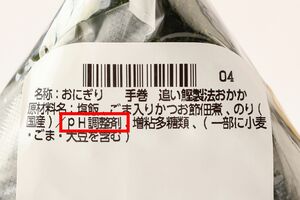 04
名称:おにぎり 手巻 追い鰹製法おかか
原材料名:塩飯、ごま入りかつお節佃煮、のり(
国産)/pH調整剤、増粘多糖類、(一部に小麦
・ごま・大豆を含む)